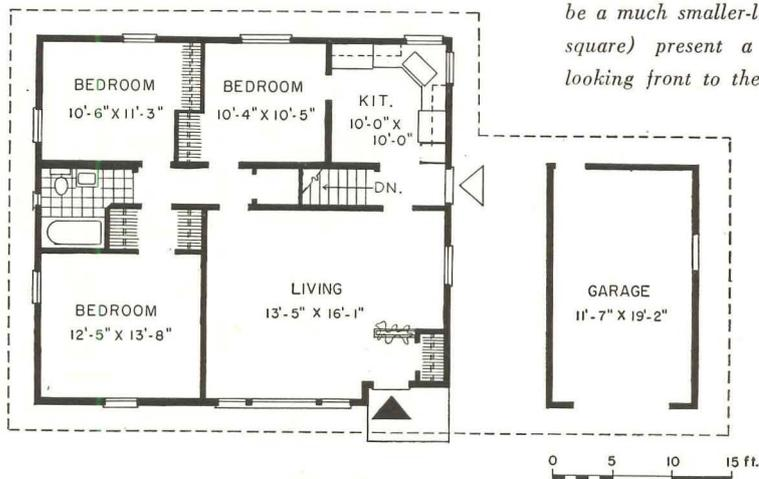 be a much smaller-l
square) present a
looking front to the
BEDROOM
10'-6" X 11'-3"
BEDROOM
10'-4" X 10'-5"
KIT.
10'-0" X
10'-0"
DN.
BEDROOM
12'-5" X 13'-8"
LIVING
13'-5" X 16'-1"
GARAGE
11'-7" X 19'-2"
0 5 10 15 ft.